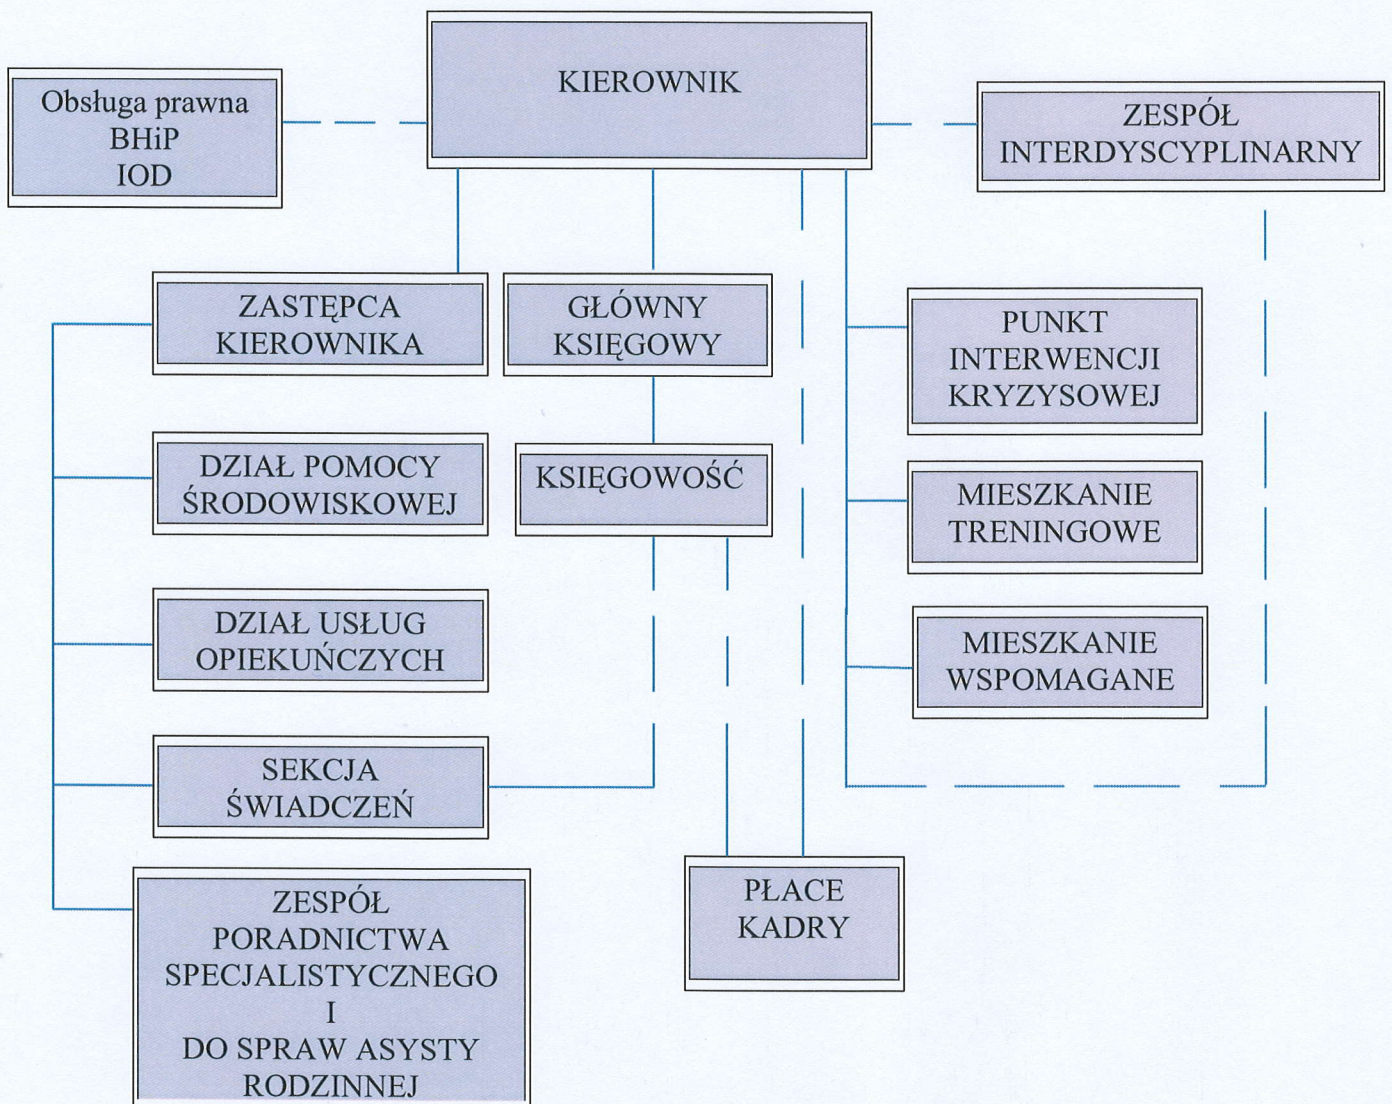 KIEROWNIK
Obsługa prawna
BHiP
IOD
ZESPÓŁ
INTERDYSCYPLINARNY
ZASTĘPCA
KIEROWNIKA
GŁÓWNY
KSIĘGOWY
PUNKT
INTERWENCJI
KRYZYSOWEJ
DZIAŁ POMOCY
ŚRODOWISKOWEJ
KSIĘGOWOŚĆ
MIESZKANIE
TRENINGOWE
DZIAŁ USŁUG
OPIEKUŃCZYCH
MIESZKANIE
WSPOMAGANE
SEKCJA
ŚWIADCZEŃ
PŁACE
KADRY
ZESPÓŁ
PORADNICTWA
SPECJALISTYCZNEGO
I
DO SPRAW ASYSTY
RODZINNEJ